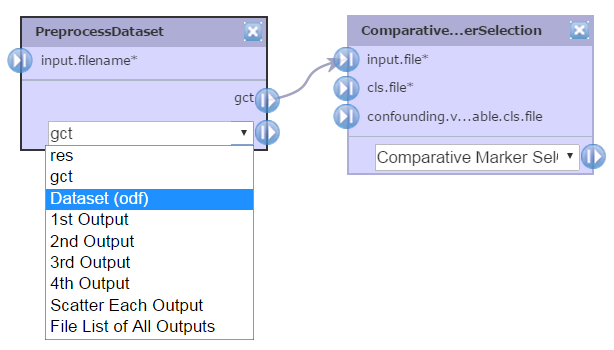 PreprocessDataset
input.filename*
gct
gct
res
gct
Dataset (odf)
1st Output
2nd Output
3rd Output
4th Output
Scatter Each Output
File List of All Outputs
Comparative...erSelection
input.file*
cls.file*
confounding.v...able.cls.file
Comparative Marker Sel